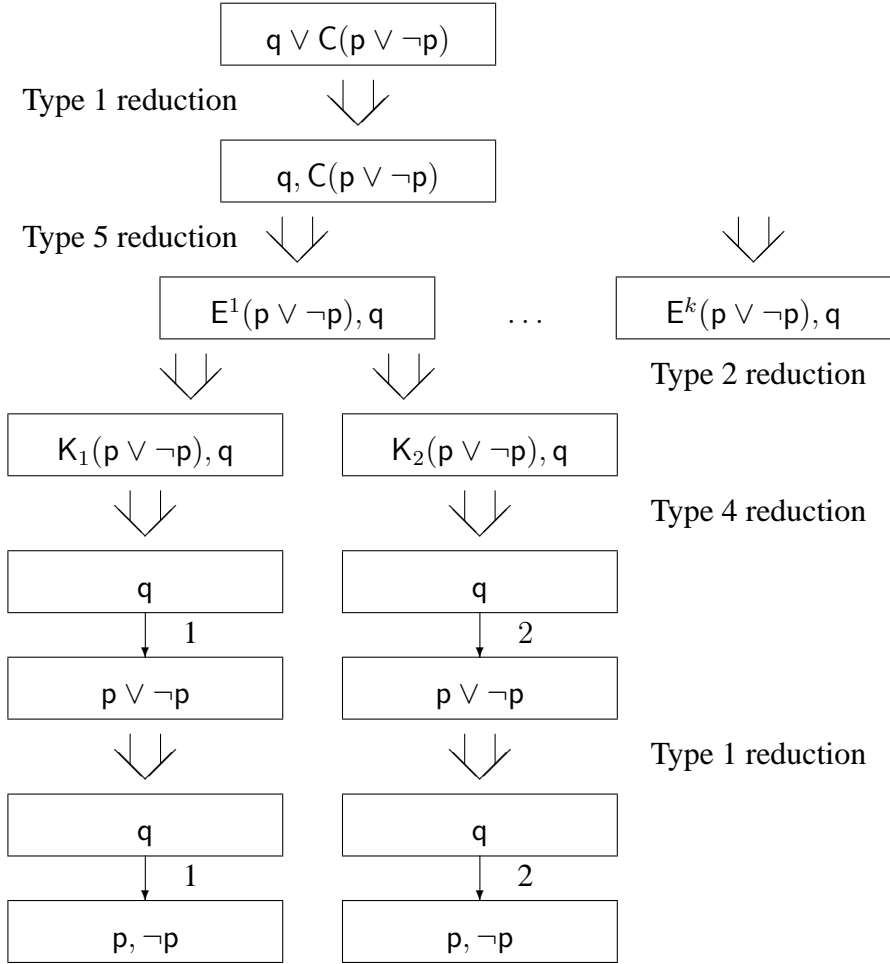 q ∨ C(p ∨ ¬p)
Type 1 reduction
q, C(p ∨ ¬p)
Type 5 reduction
E¹(p ∨ ¬p), q ... Eᵏ(p ∨ ¬p), q
Type 2 reduction
K₁(p ∨ ¬p), q K₂(p ∨ ¬p), q
Type 4 reduction
q q
1 2
p ∨ ¬p p ∨ ¬p
Type 1 reduction
q q
1 2
p, ¬p p, ¬p